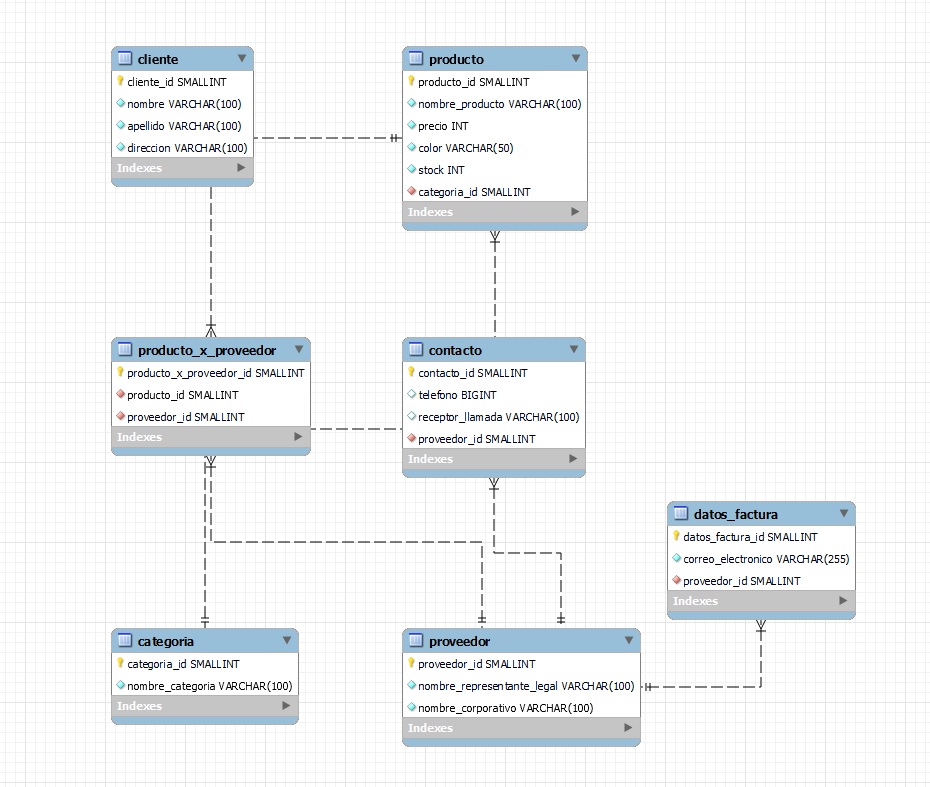 cliente
cliente_id SMALLINT
nombre VARCHAR(100)
apellido VARCHAR(100)
direccion VARCHAR(100)
Indexes
producto
producto_id SMALLINT
nombre_producto VARCHAR(100)
precio INT
color VARCHAR(50)
stock INT
categoria_id SMALLINT
Indexes
producto_x_proveedor
producto_x_proveedor_id SMALLINT
producto_id SMALLINT
proveedor_id SMALLINT
Indexes
contacto
contacto_id SMALLINT
telefono BIGINT
receptor_llamada VARCHAR(100)
proveedor_id SMALLINT
Indexes
datos_factura
datos_factura_id SMALLINT
correo_electronico VARCHAR(255)
proveedor_id SMALLINT
Indexes
categoria
categoria_id SMALLINT
nombre_categoria VARCHAR(100)
Indexes
proveedor
proveedor_id SMALLINT
nombre_representante_legal VARCHAR(100)
nombre_corporativo VARCHAR(100)
Indexes